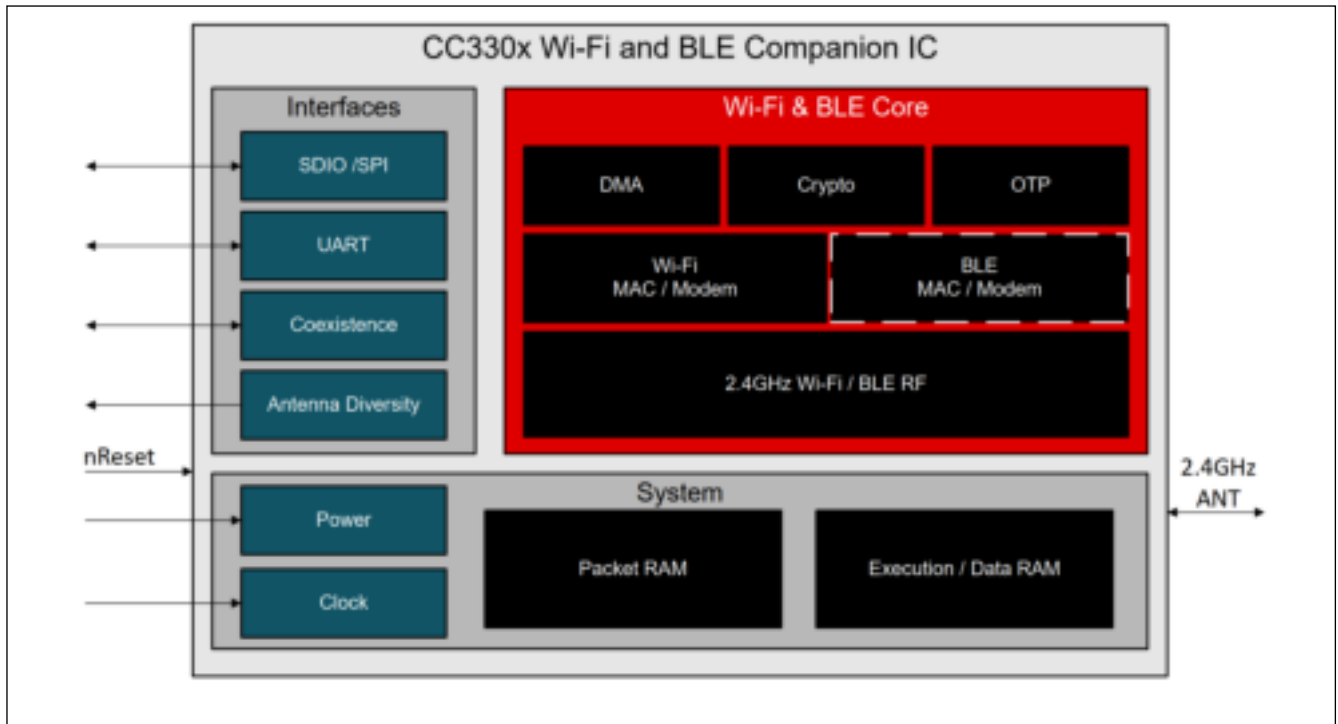 CC330x Wi-Fi and BLE Companion IC
Interfaces
SDIO /SPI
UART
Coexistence
Antenna Diversity
Wi-Fi & BLE Core
DMA
Crypto
OTP
Wi-Fi
MAC / Modem
BLE
MAC / Modem
2.4GHz Wi-Fi / BLE RF
nReset
2.4GHz
ANT
System
Power
Clock
Packet RAM
Execution / Data RAM